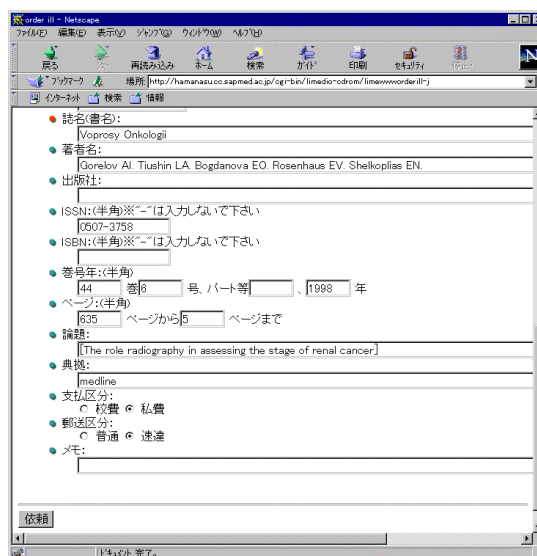 order ill - Netscape
ファイル(F) 編集(E) 表示(V) ジャンプ(G) ウィンドウ(W) ヘルプ(H)
戻る 次へ 再読み込み ホーム 検索 ガイド 印刷 セキュリティ
ブックマーク 場所: http://hamanasu.cc.sapmed.ac.jp/cgi-bin/limedio-cdrom/limewwworderill-j
インターネット 検索 情報
誌名(書名):
Voprosy Onkologii
著者名:
Gorelov AI. Tiushin LA. Bogdanova EO. Rosenhaus EV. Shelkoplias EN.
出版社:
ISSN:(半角)※"-"は入力しないで下さい
0507-3758
ISBN:(半角)※"-"は入力しないで下さい
巻号年:(半角)
44 巻 6 号、パート等 、 1998 年
ページ:(半角)
635 ページから 5 ページまで
論題:
[The role radiography in assessing the stage of renal cancer]
典拠:
medline
支払区分:
校費 私費
郵送区分:
普通 速達
メモ:
依頼
ドキュメント 完了。